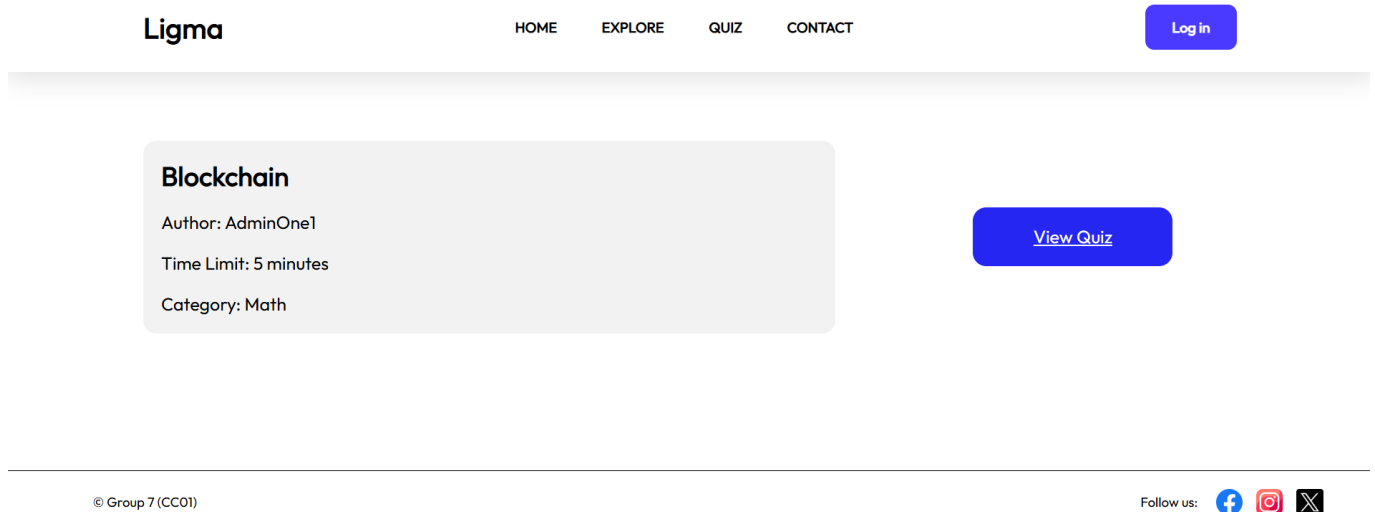 Ligma
HOME EXPLORE QUIZ CONTACT
Log in
Blockchain
Author: AdminOne1
Time Limit: 5 minutes
Category: Math
View Quiz
© Group 7 (CC01)
Follow us: